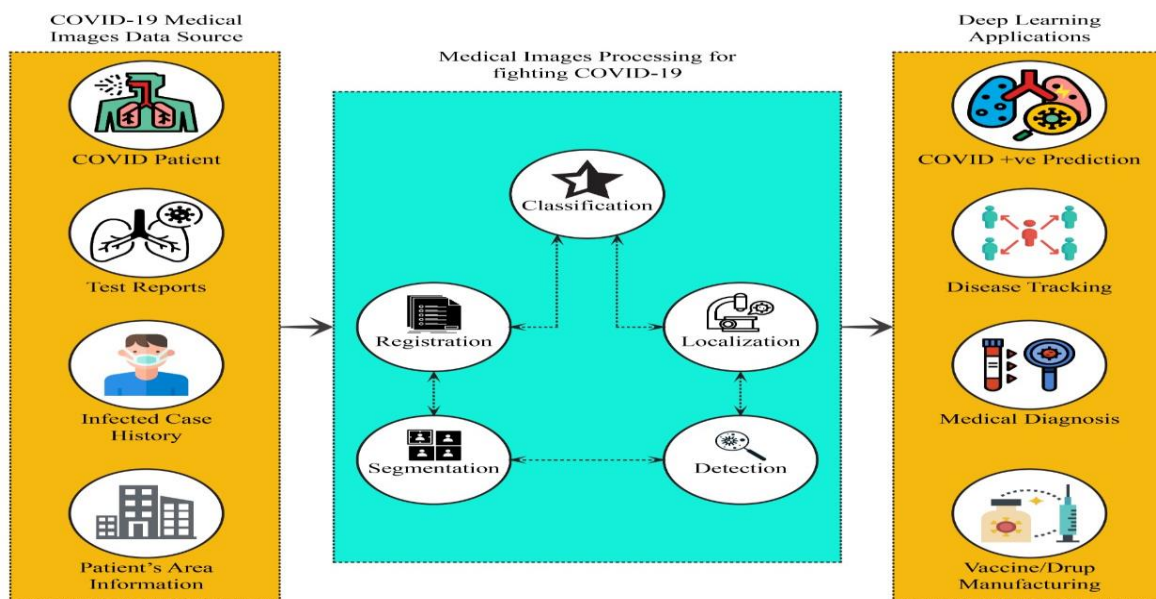 COVID-19 Medical
Images Data Source
COVID Patient
Test Reports
Infected Case
History
Patient's Area
Information
Medical Images Processing for
fighting COVID-19
Classification
Registration
Localization
Segmentation
Detection
Deep Learning
Applications
COVID +ve Prediction
Disease Tracking
Medical Diagnosis
Vaccine/Drup
Manufacturing